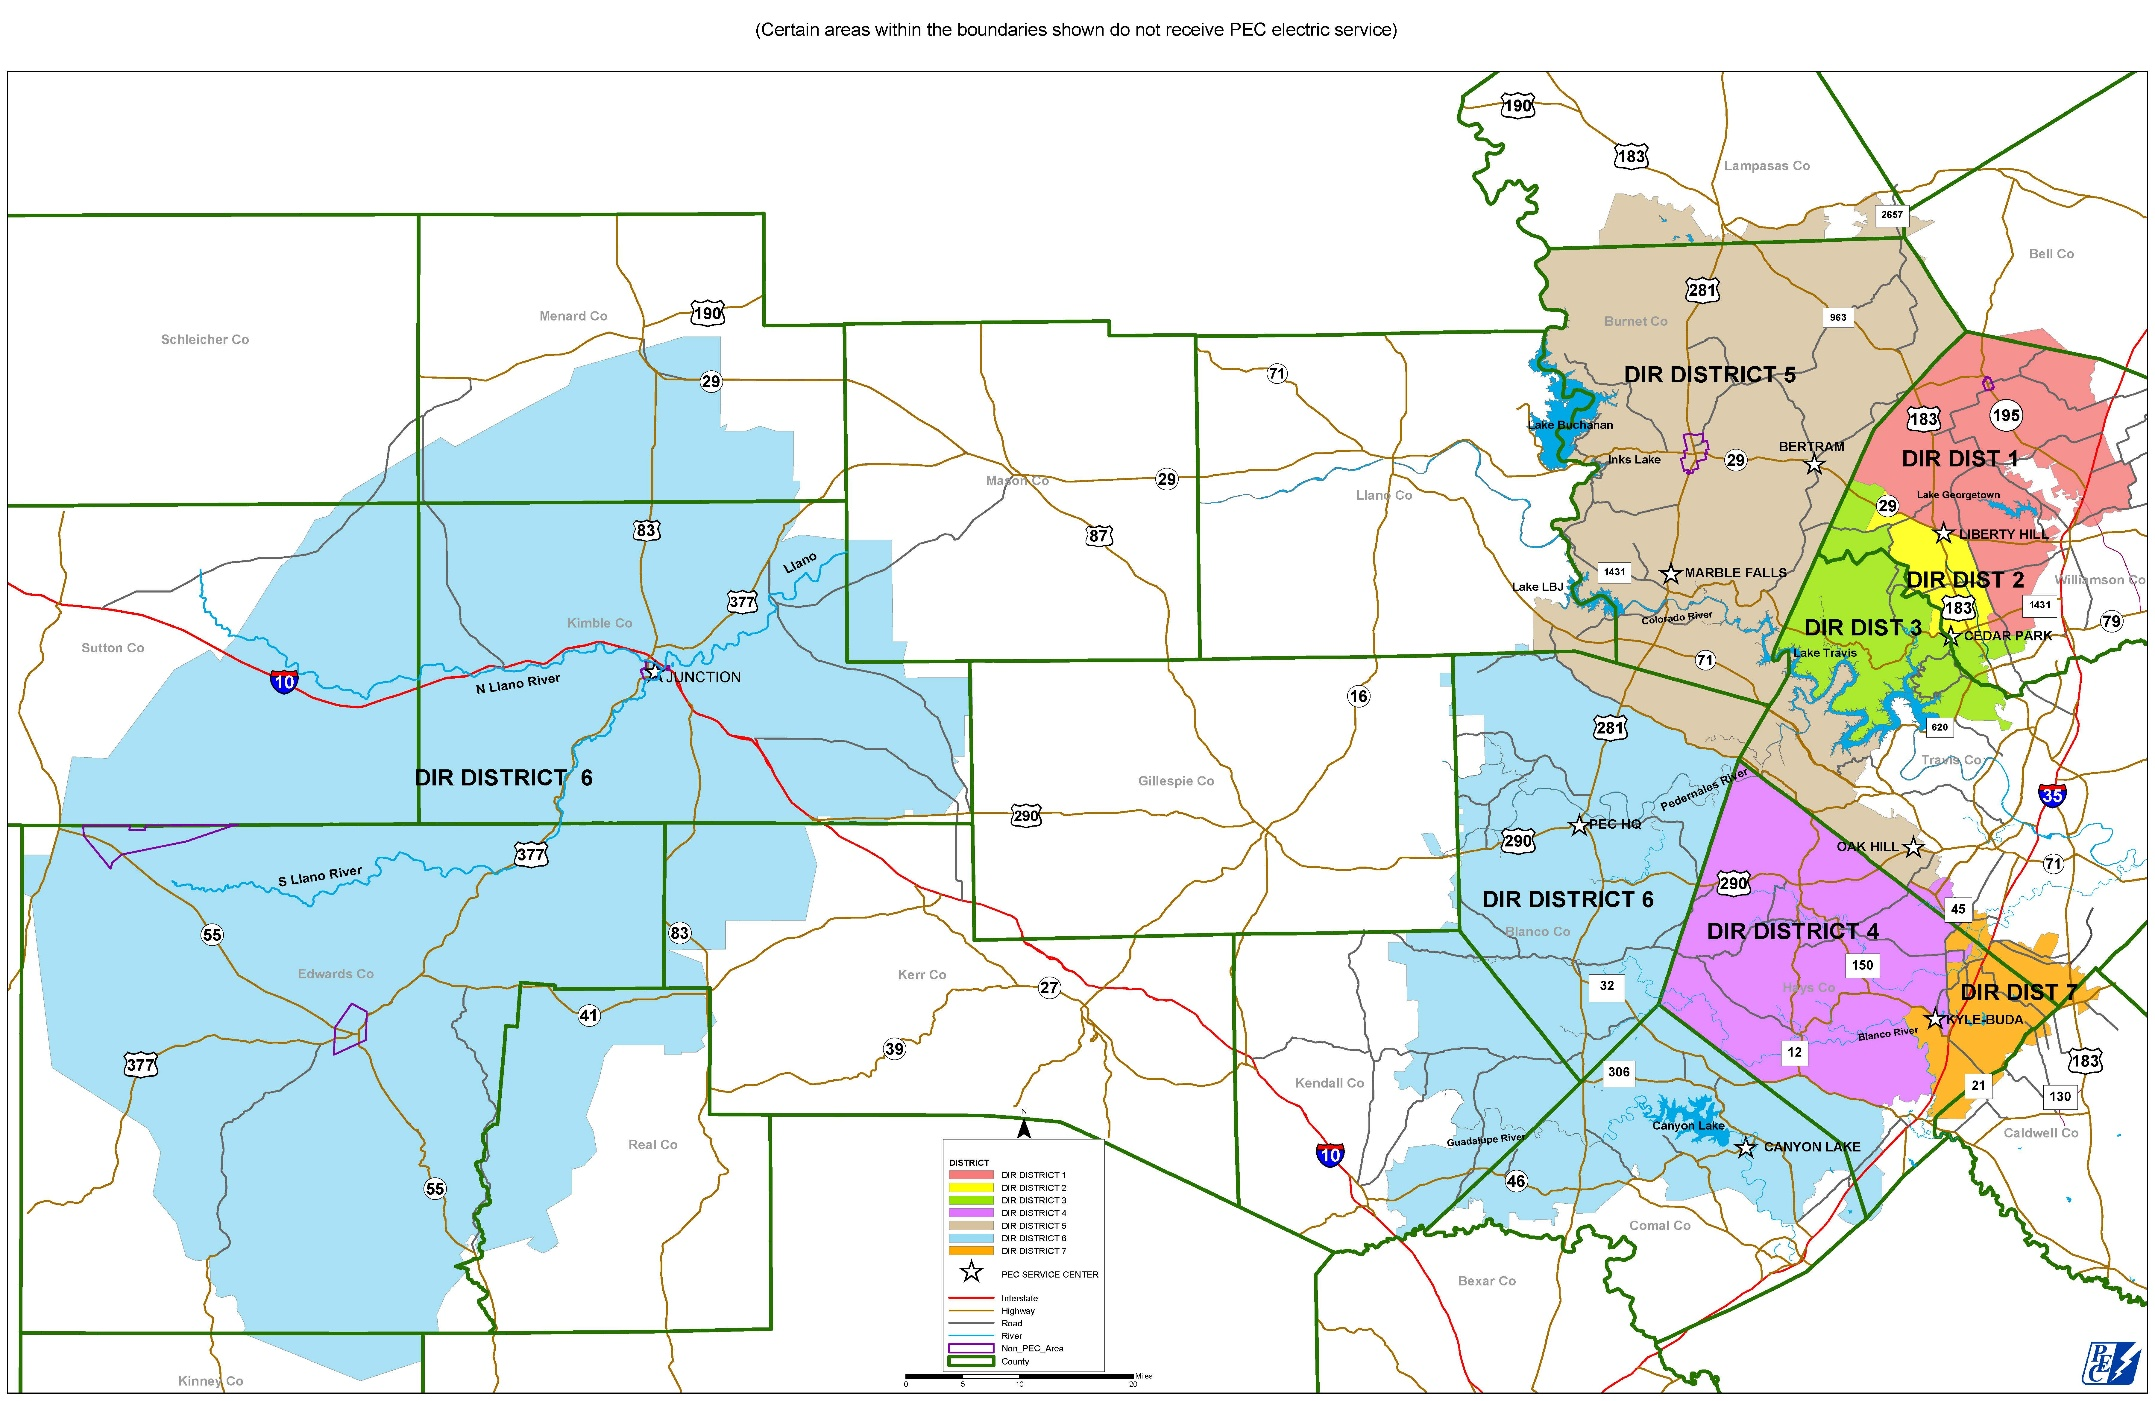 (Certain areas within the boundaries shown do not receive PEC electric service)
190
183
Lampasas Co
2657
Bell Co
281
Menard Co
190
Schleicher Co
Burnet Co
963
DIR DISTRICT 5
71
29
183
195
Lake Buchanan
BERTRAM
Inks Lake
29
DIR DIST 1
Mason Co
29
Llano Co
Lake Georgetown
29
83
87
LIBERTY HILL
Llano
1431
MARBLE FALLS
DIR DIST 2
Williamson Co
Lake LBJ
377
183
1431
Colorado River
79
Kimble Co
DIR DIST 3
CEDAR PARK
Sutton Co
Lake Travis
71
10
N Llano River
JUNCTION
16
281
620
Travis Co
DIR DISTRICT 6
Gillespie Co
Pedernales River
35
290
PEC HQ
290
OAK HILL
377
71
S Llano River
290
DIR DISTRICT 6
45
55
83
Blanco Co
DIR DISTRICT 4
150
Edwards Co
Kerr Co
27
32
Hays Co
DIR DIST 7
41
KYLE-BUDA
Blanco River
39
12
377
306
Kendall Co
183
21
130
Canyon Lake
Real Co
Guadalupe River
Caldwell Co
10
CANYON LAKE
55
46
Comal Co
Bexar Co
Kinney Co
N
DISTRICT
DIR DISTRICT 1
DIR DISTRICT 2
DIR DISTRICT 3
DIR DISTRICT 4
DIR DISTRICT 5
DIR DISTRICT 6
DIR DISTRICT 7
PEC SERVICE CENTER
Interstate
Highway
Road
River
Non_PEC_Area
County
Miles
0 5 10 20
PEC